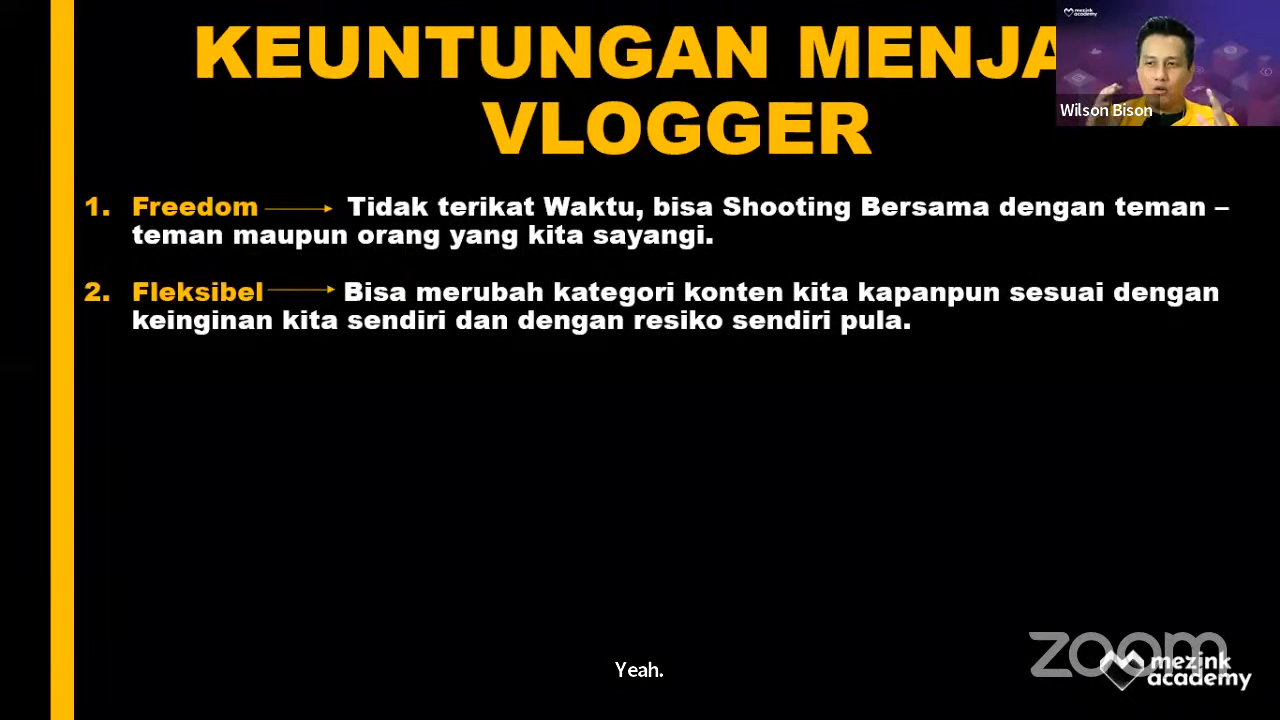 KEUNTUNGAN MENJA
VLOGGER
mezink
academy
Wilson Bison
1. Freedom Tidak terikat Waktu, bisa Shooting Bersama dengan teman –
teman maupun orang yang kita sayangi.
2. Fleksibel Bisa merubah kategori konten kita kapanpun sesuai dengan
keinginan kita sendiri dan dengan resiko sendiri pula.
Yeah.
zoom
mezink
academy